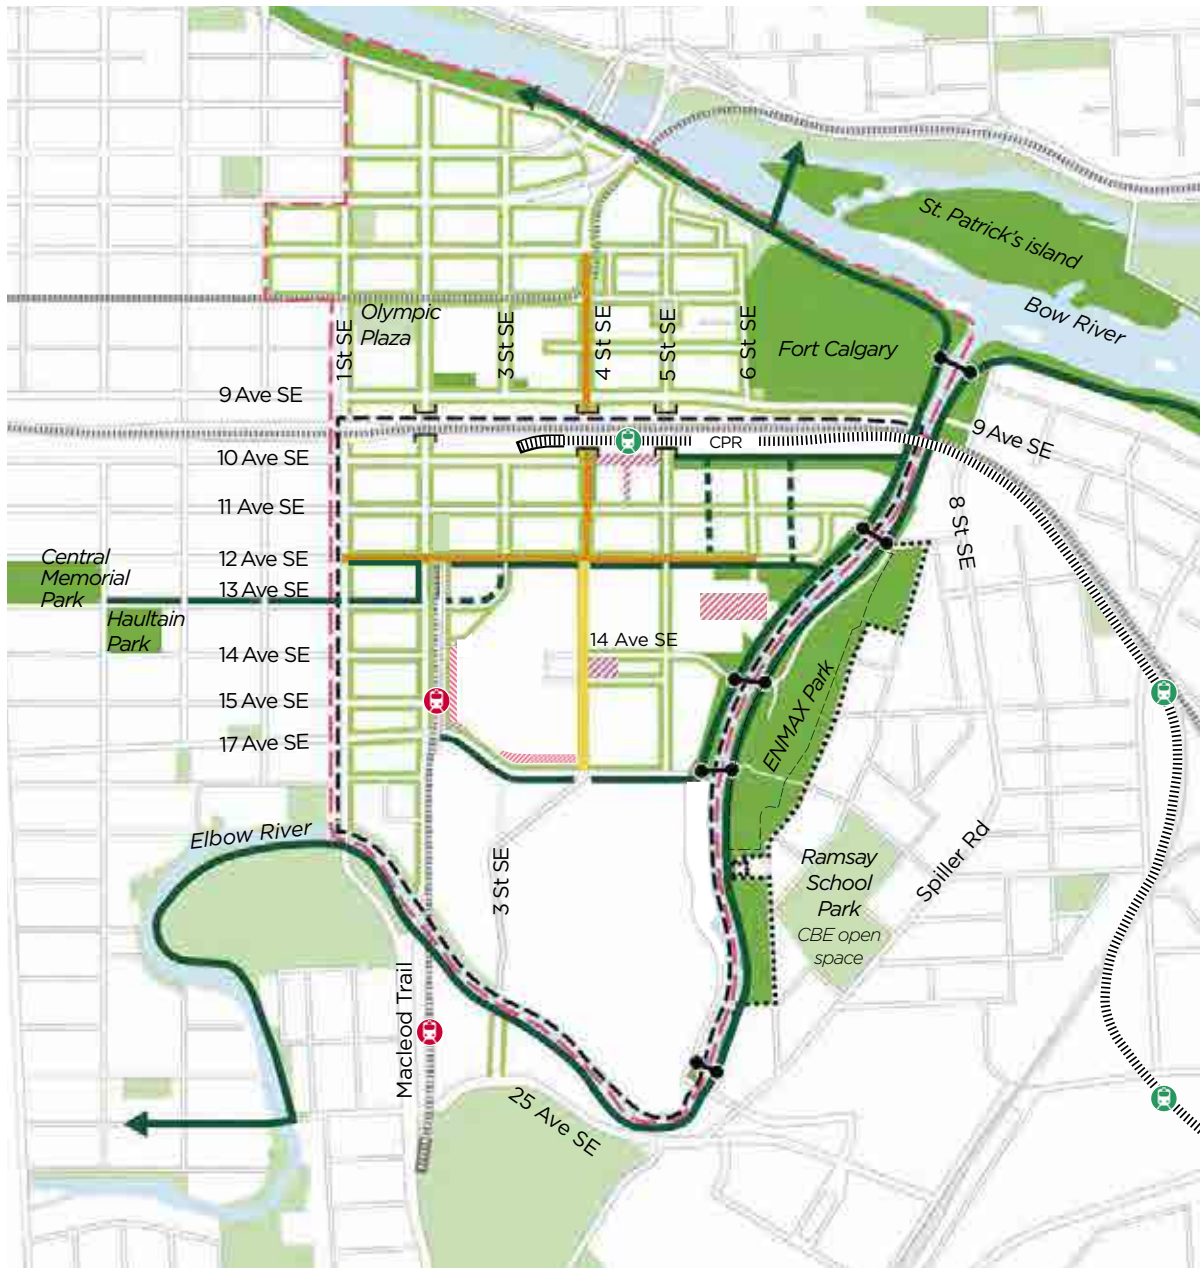 St. Patrick's island
Bow River
Olympic
Plaza
1 St SE
3 St SE
4 St SE
5 St SE
6 St SE
Fort Calgary
9 Ave SE
9 Ave SE
CPR
10 Ave SE
11 Ave SE
8 St SE
12 Ave SE
Central
Memorial
Park
13 Ave SE
Haultain
Park
14 Ave SE
14 Ave SE
15 Ave SE
ENMAX Park
17 Ave SE
Elbow River
Ramsay
School
Park
CBE open
space
Spiller Rd
3 St SE
Macleod Trail
25 Ave SE